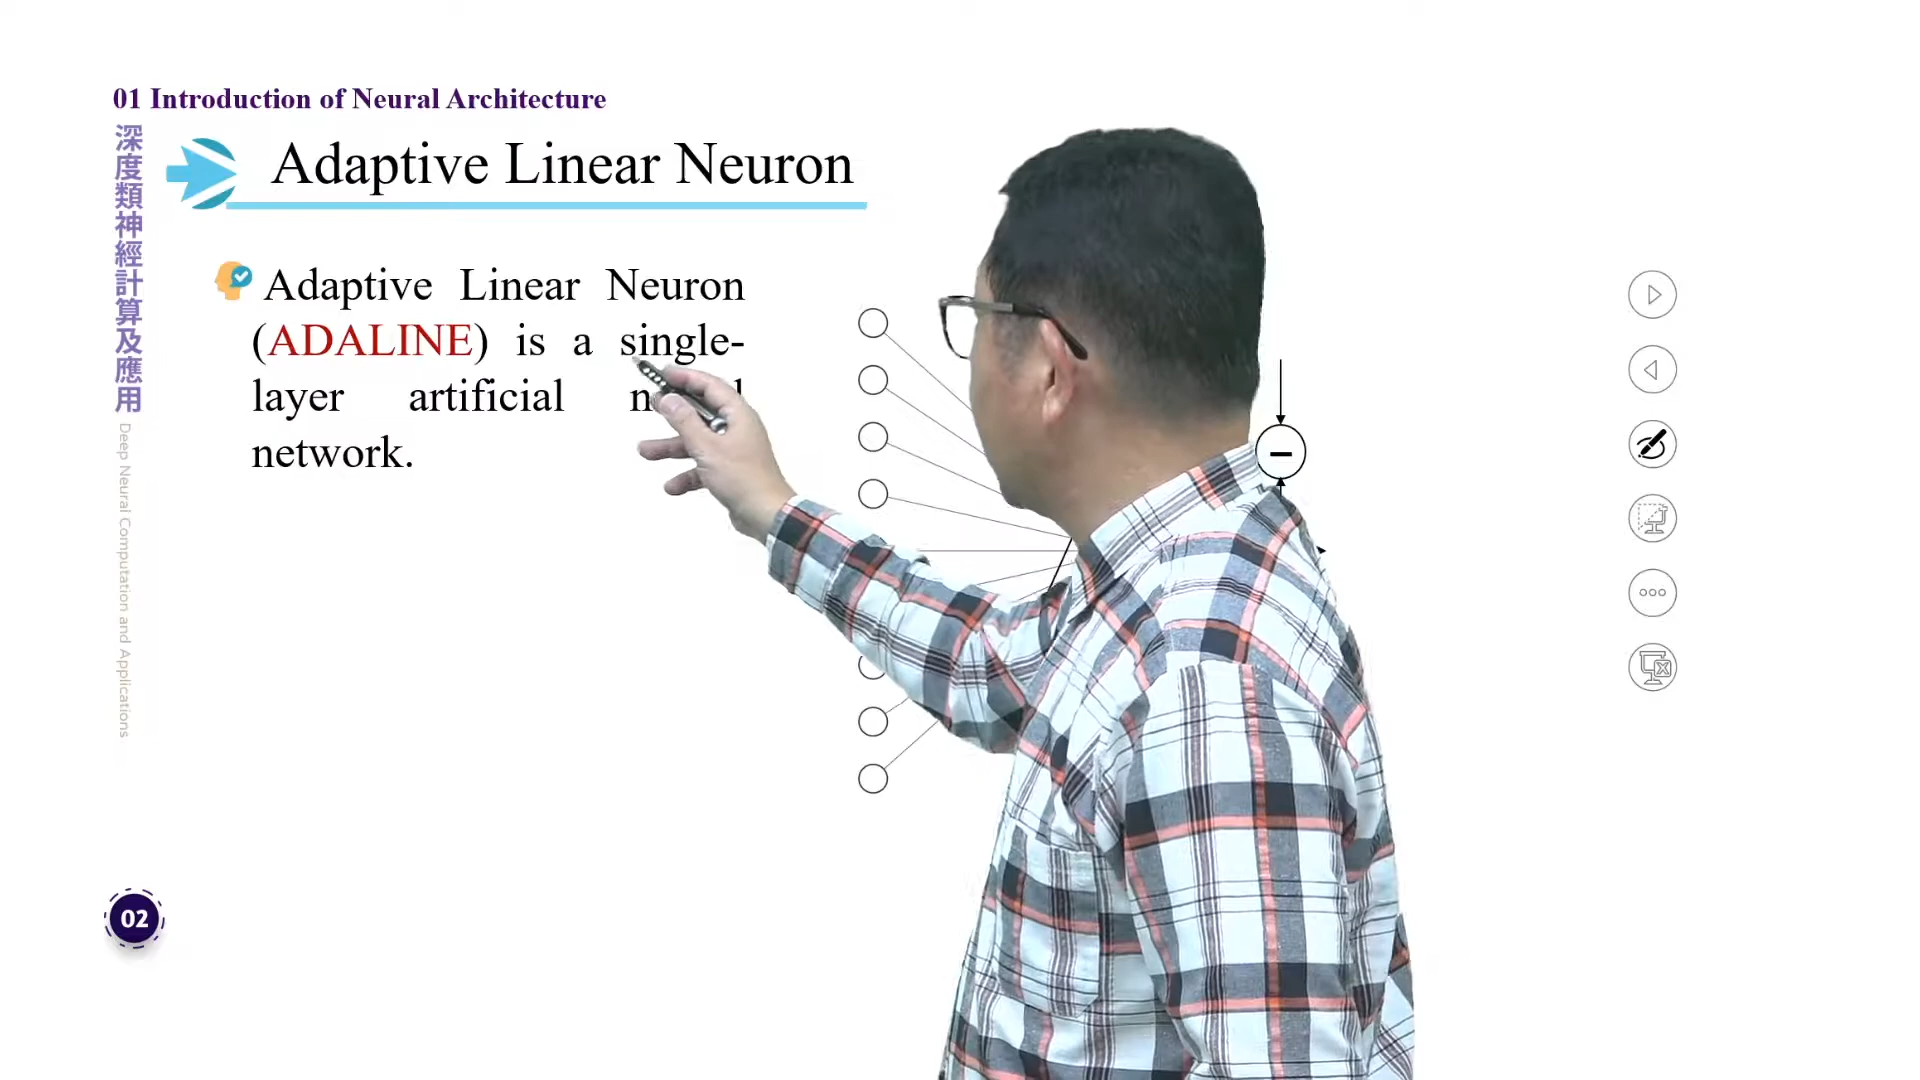 01 Introduction of Neural Architecture
深度類神經計算及應用
Deep Neural Computation and Applications
Adaptive Linear Neuron
Adaptive Linear Neuron
(ADALINE) is a single-
layer artificial
network.
02